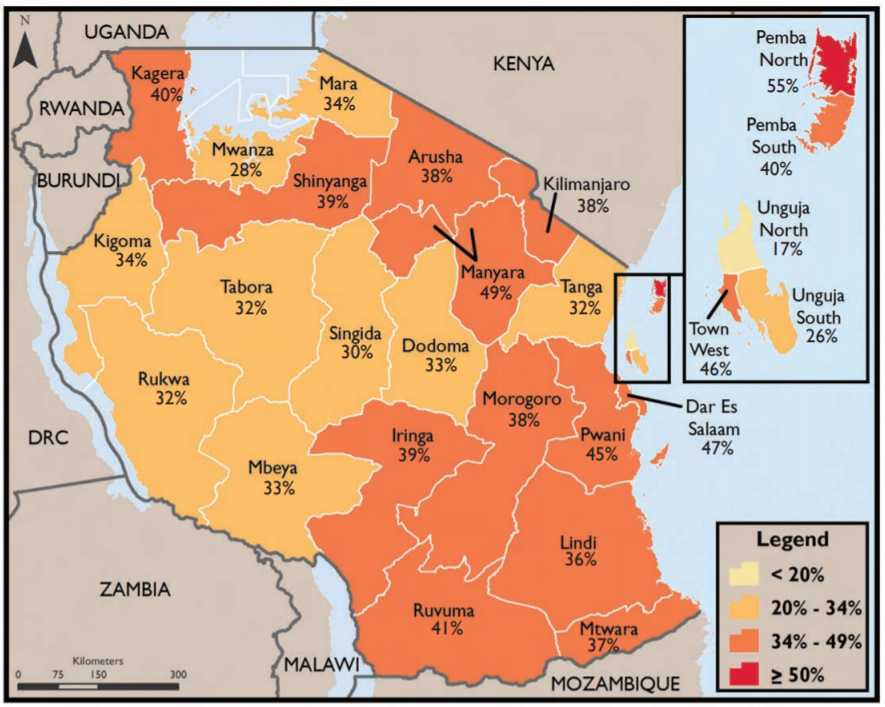 N
UGANDA
KENYA
RWANDA
BURUNDI
DRC
ZAMBIA
MALAWI
MOZAMBIQUE
Kagera
40%
Mara
34%
Mwanza
28%
Shinyanga
39%
Arusha
38%
Kilimanjaro
38%
Kigoma
34%
Tabora
32%
Singida
30%
Manyara
49%
Tanga
32%
Dodoma
33%
Rukwa
32%
Morogoro
38%
Pwani
45%
Dar Es
Salaam
47%
Iringa
39%
Mbeya
33%
Lindi
36%
Ruvuma
41%
Mtwara
37%
Pemba
North
55%
Pemba
South
40%
Unguja
North
17%
Unguja
South
26%
Town
West
46%
Legend
< 20%
20% - 34%
34% - 49%
≥ 50%
Kilometers
0 75 150 300